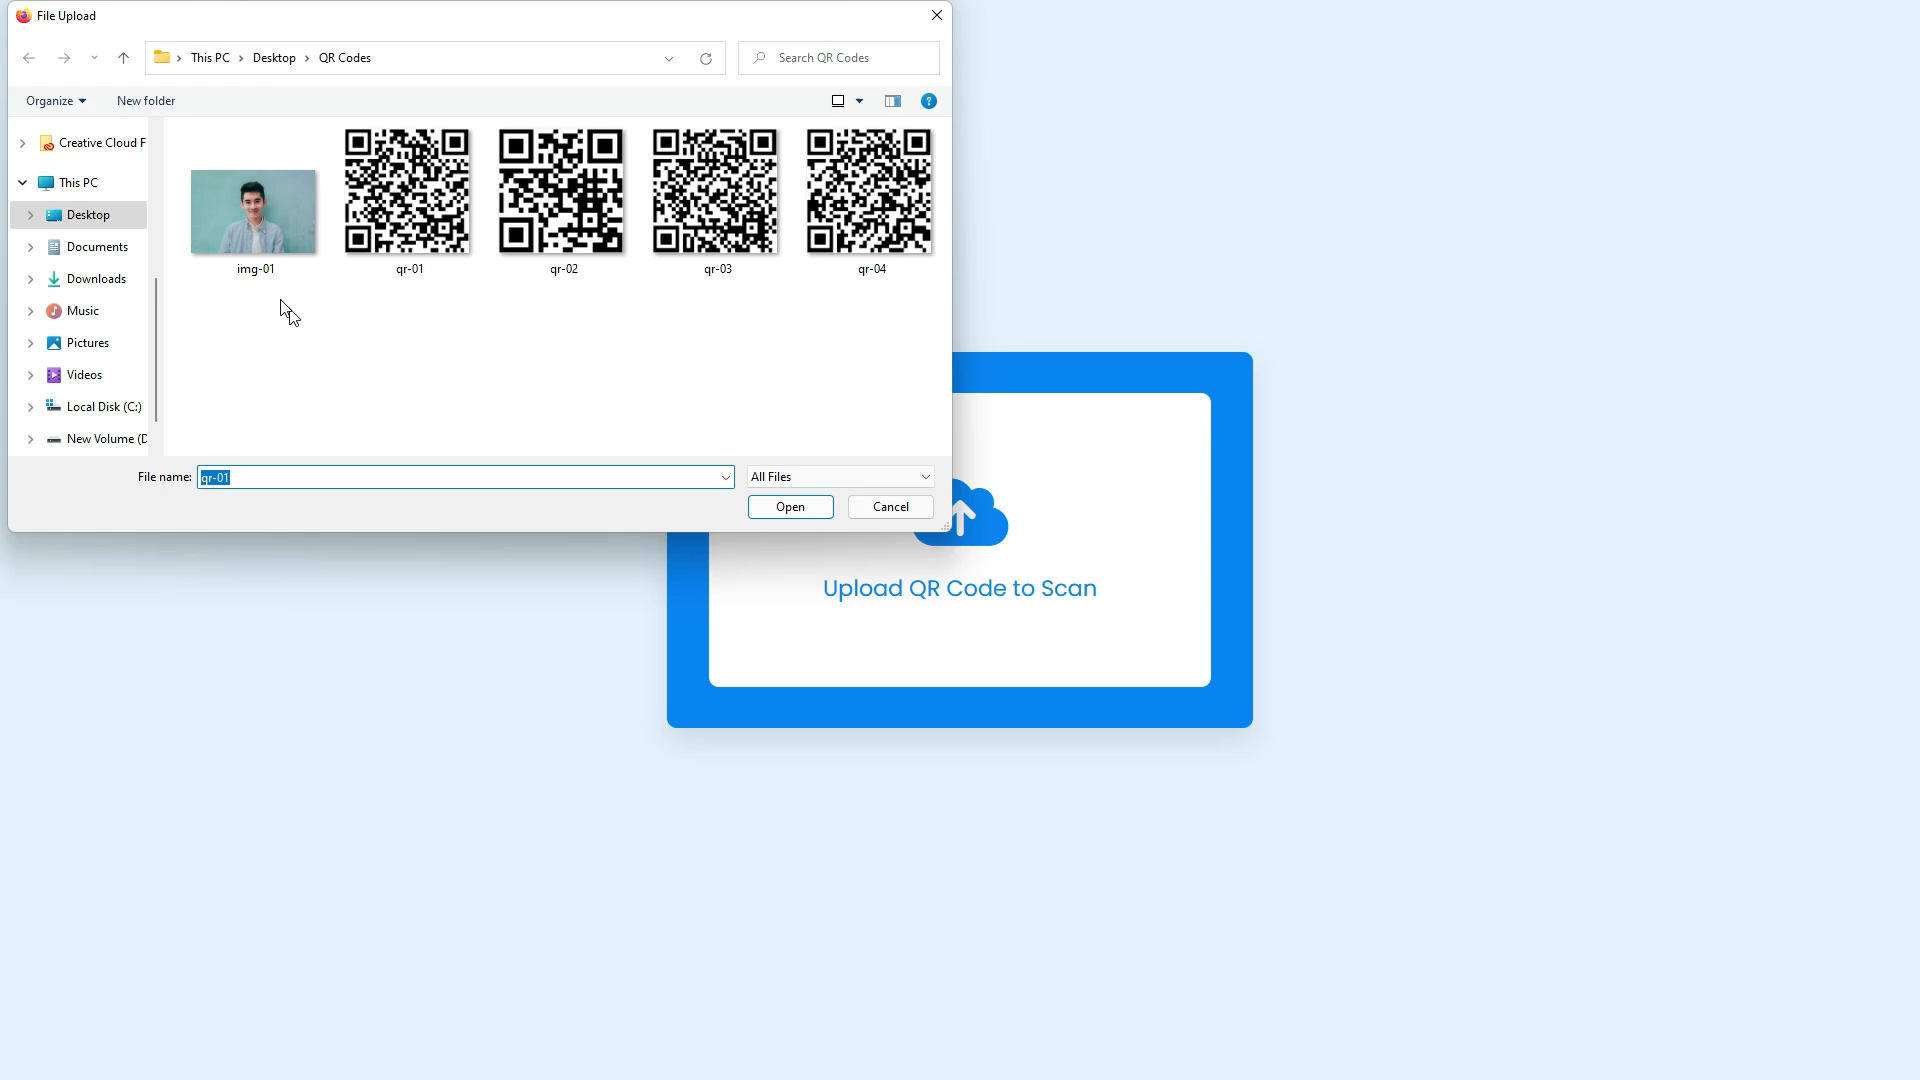 File Upload
This PC
Desktop
QR Codes
Search QR Codes
Organize
New folder
?
Creative Cloud F
This PC
Desktop
Documents
Downloads
Music
Pictures
Videos
Local Disk (C:)
New Volume (D
img-01
qr-01
qr-02
qr-03
qr-04
File name:
qr-01
All Files
Open
Cancel
Upload QR Code to Scan